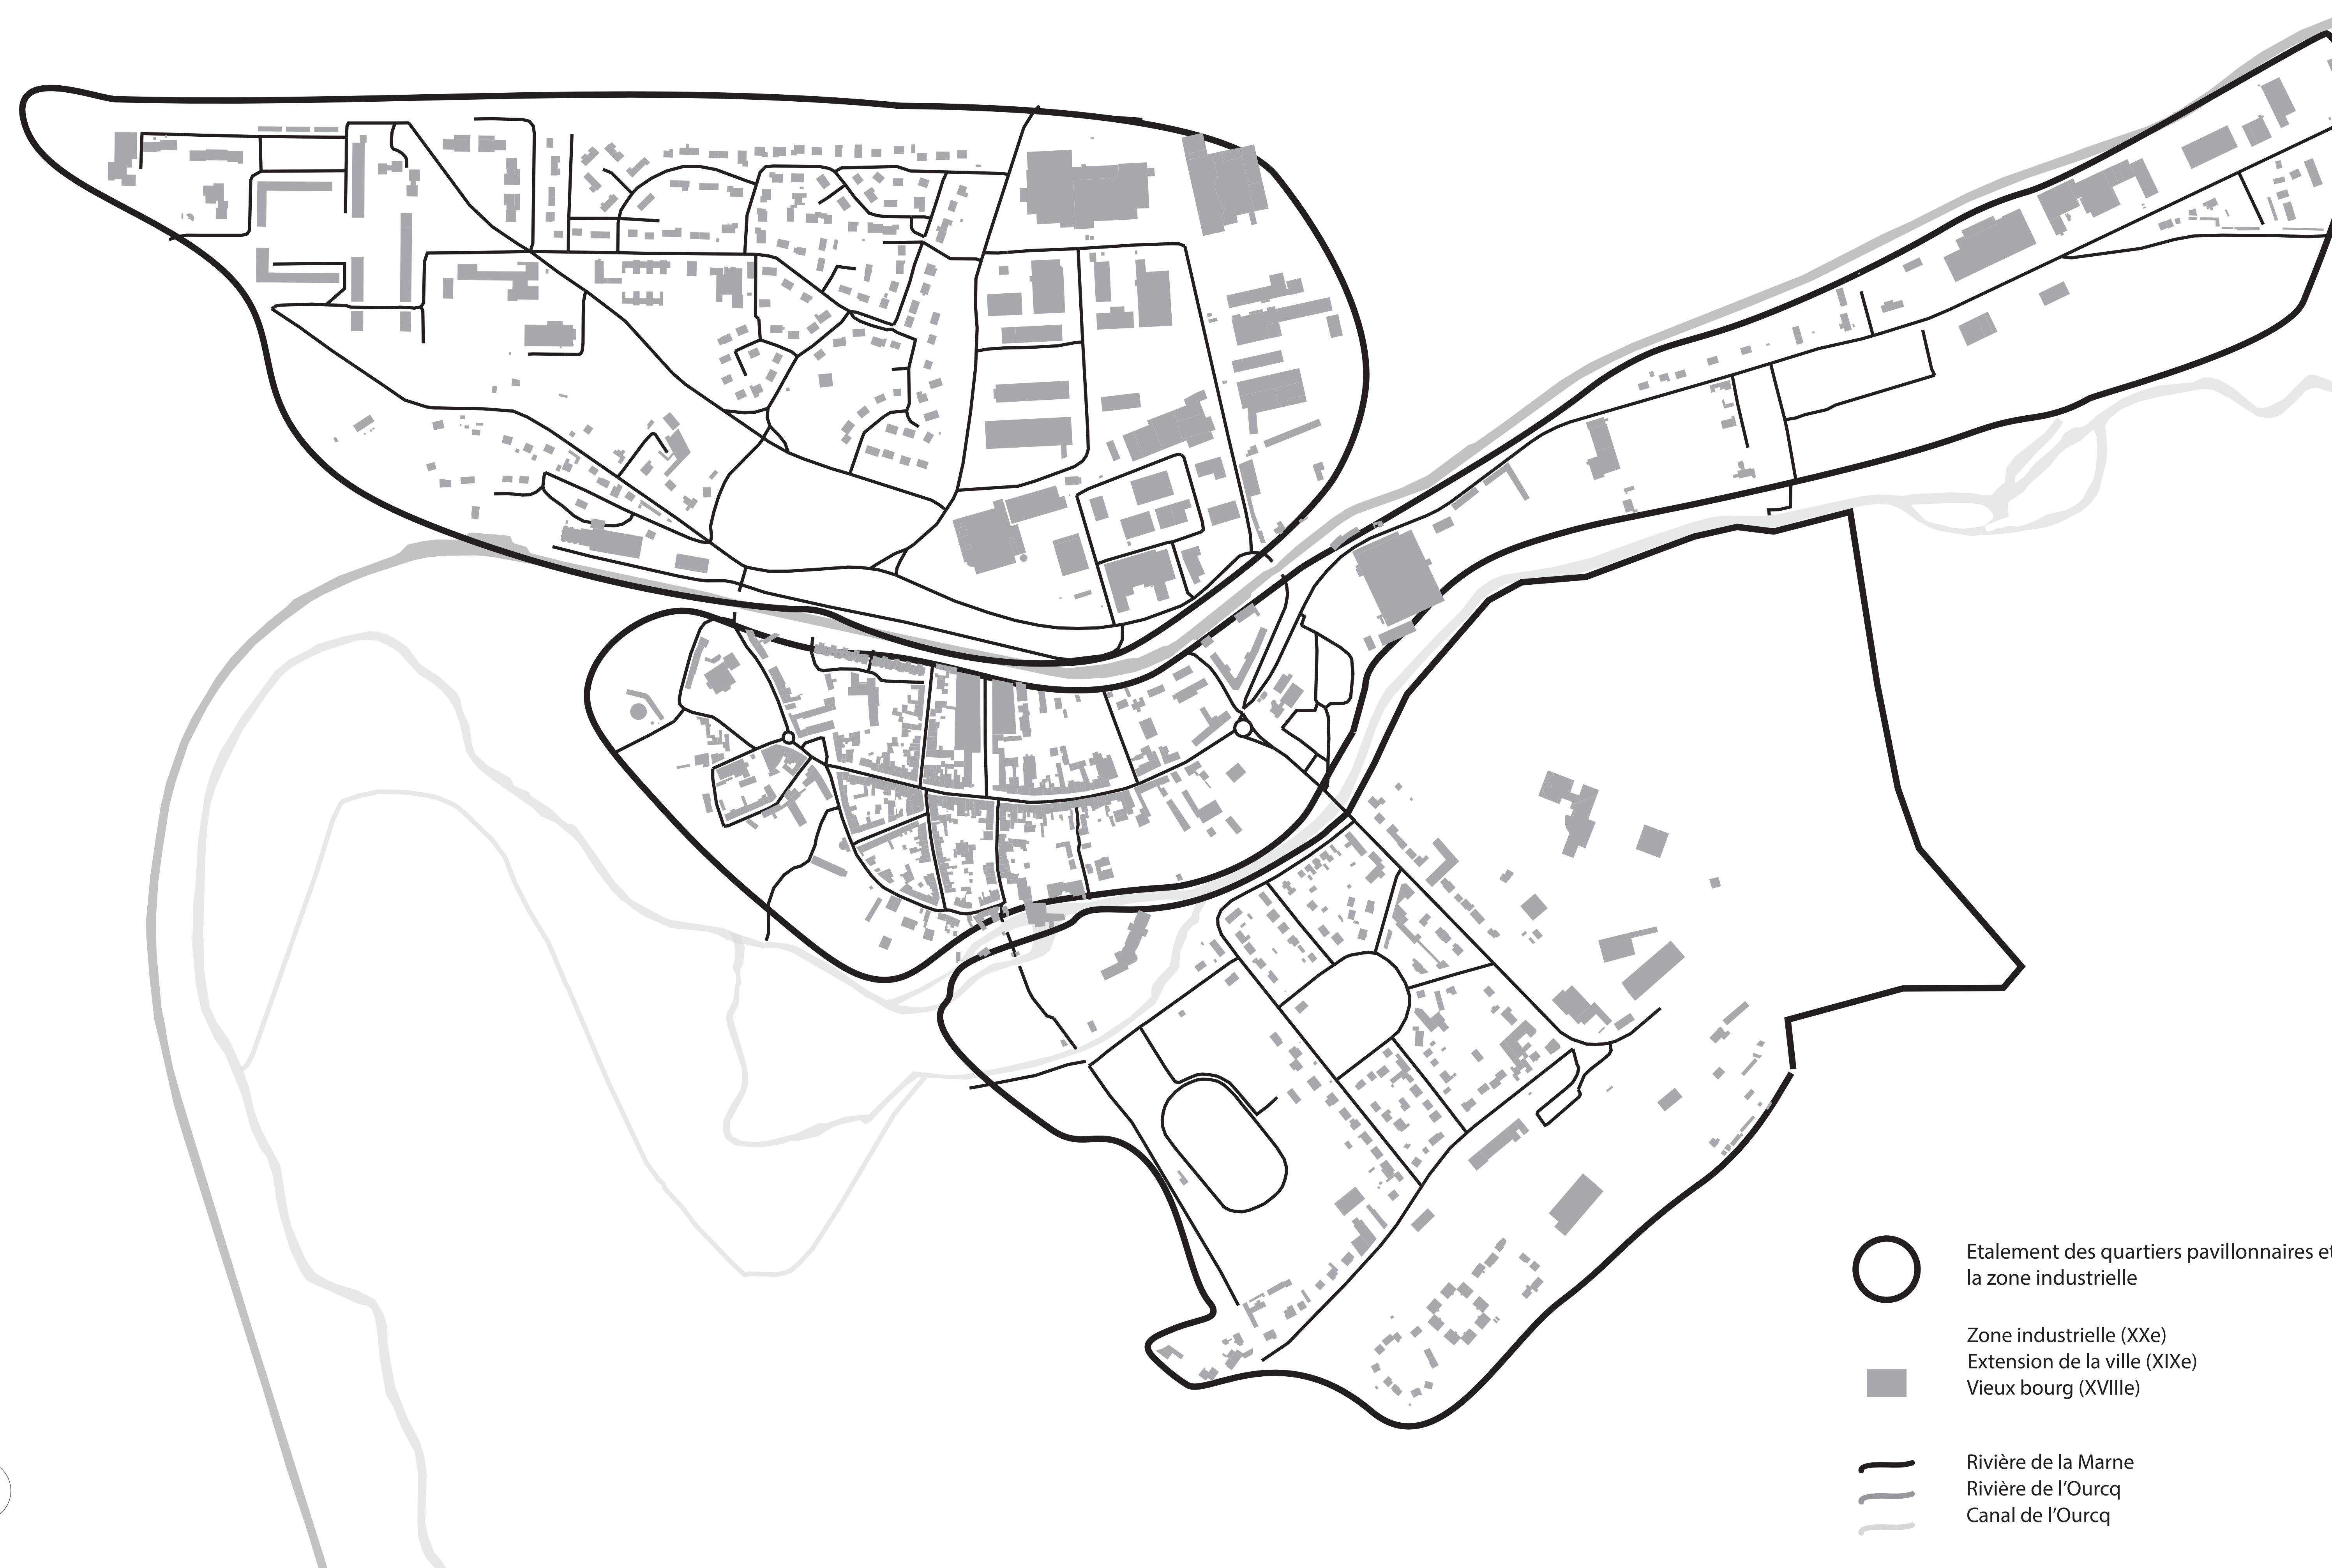 Etalement des quartiers pavillonnaires et
la zone industrielle
Zone industrielle (XXe)
Extension de la ville (XIXe)
Vieux bourg (XVIIIe)
Rivière de la Marne
Rivière de l’Ourcq
Canal de l’Ourcq